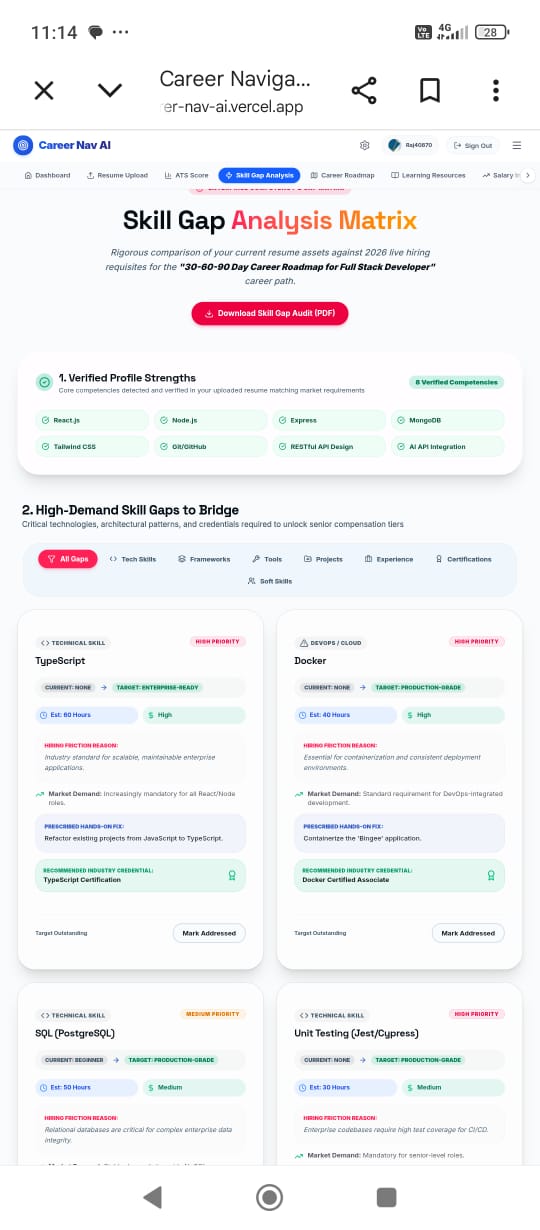 11:14
Vo
LTE
4G
28
Career Naviga...
er-nav-ai.vercel.app
Career Nav AI
Raj40870
Sign Out
Dashboard
Resume Upload
ATS Score
Skill Gap Analysis
Career Roadmap
Learning Resources
Salary
Skill Gap Analysis Matrix
Rigorous comparison of your current resume assets against 2026 live hiring
requisites for the "30-60-90 Day Career Roadmap for Full Stack Developer"
career path.
Download Skill Gap Audit (PDF)
1. Verified Profile Strengths
Core competencies detected and verified in your uploaded resume matching market requirements
8 Verified Competencies
React.js
Node.js
Express
MongoDB
Tailwind CSS
Git/GitHub
RESTful API Design
AI API Integration
2. High-Demand Skill Gaps to Bridge
Critical technologies, architectural patterns, and credentials required to unlock senior compensation tiers
All Gaps
Tech Skills
Frameworks
Tools
Projects
Experience
Certifications
Soft Skills
TECHNICAL SKILL
HIGH PRIORITY
TypeScript
CURRENT: NONE → TARGET: ENTERPRISE-READY
Est: 60 Hours
$ High
HIRING FRICTION REASON:
Industry standard for scalable, maintainable enterprise
applications.
Market Demand: Increasingly mandatory for all React/Node
roles.
PRESCRIBED HANDS-ON FIX:
Refactor existing projects from JavaScript to TypeScript.
RECOMMENDED INDUSTRY CREDENTIAL:
TypeScript Certification
Target Outstanding
Mark Addressed
DEVOPS / CLOUD
HIGH PRIORITY
Docker
CURRENT: NONE → TARGET: PRODUCTION-GRADE
Est: 40 Hours
$ High
HIRING FRICTION REASON:
Essential for containerization and consistent deployment
environments.
Market Demand: Standard requirement for DevOps-integrated
development.
PRESCRIBED HANDS-ON FIX:
Containerize the 'Bingee' application.
RECOMMENDED INDUSTRY CREDENTIAL:
Docker Certified Associate
Target Outstanding
Mark Addressed
TECHNICAL SKILL
MEDIUM PRIORITY
SQL (PostgreSQL)
CURRENT: BEGINNER → TARGET: PRODUCTION-GRADE
Est: 50 Hours
$ Medium
HIRING FRICTION REASON:
Relational databases are critical for complex enterprise data
integrity.
TECHNICAL SKILL
HIGH PRIORITY
Unit Testing (Jest/Cypress)
CURRENT: NONE → TARGET: PRODUCTION-GRADE
Est: 30 Hours
$ Medium
HIRING FRICTION REASON:
Enterprise codebases require high test coverage for CI/CD.
Market Demand: Mandatory for senior-level roles.